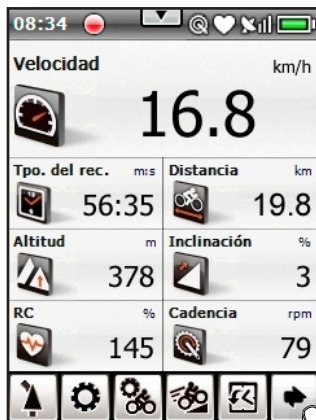 08:34
Velocidad km/h
16.8
Tpo. del rec. m:s Distancia km
56:35 19.8
Altitud m Inclinación %
378 3
RC % Cadencia rpm
145 79